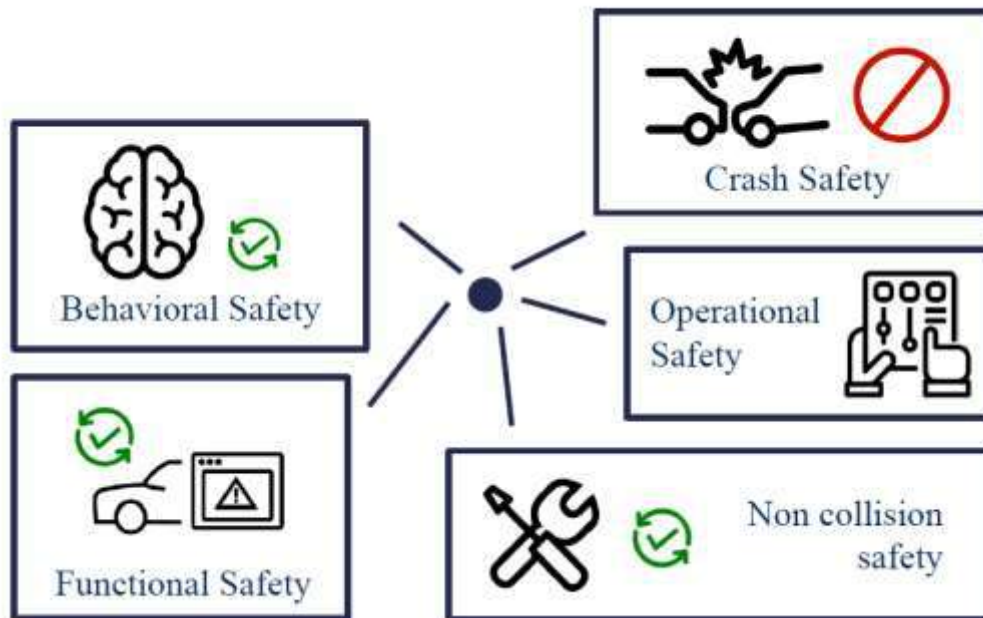 Crash Safety
Behavioral Safety
Operational
Safety
Functional Safety
Non collision
safety